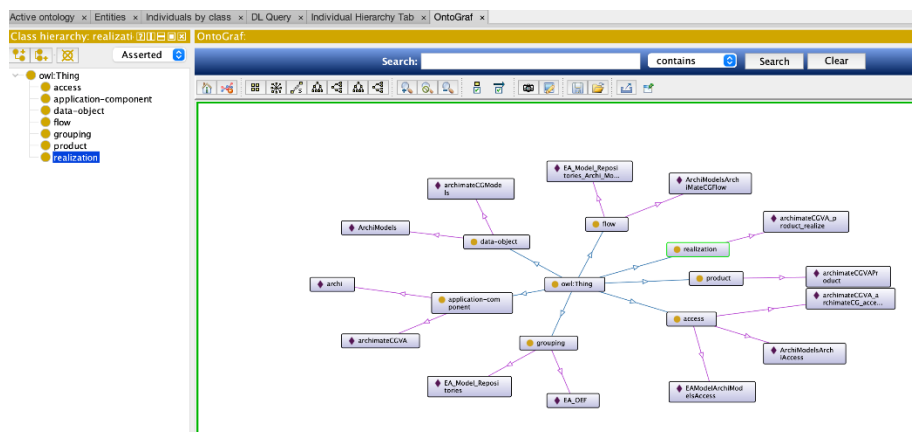 Active ontology × Entities × Individuals by class × DL Query × Individual Hierarchy Tab × OntoGraf ×
Class hierarchy: realizati
OntoGraf:
Asserted
Search:
contains
Search
Clear
owl:Thing
access
application-component
data-object
flow
grouping
product
realization
EA_Model_Reposi
tories_Archi_Mo...
ArchiModelsArch
iMateCGFlow
archimateCGMode
ls
flow
archimateCGVA_p
roduct_realize
ArchiModels
data-object
realization
archi
owl:Thing
product
archimateCGVAPr
oduct
application-com
ponent
archimateCGVA_a
rchimateCG_acce...
access
archimateCGVA
grouping
ArchiModelsArch
iAccess
EA_Model_Reposi
tories
EA_DEF
EAModelArchiMod
elsAccess